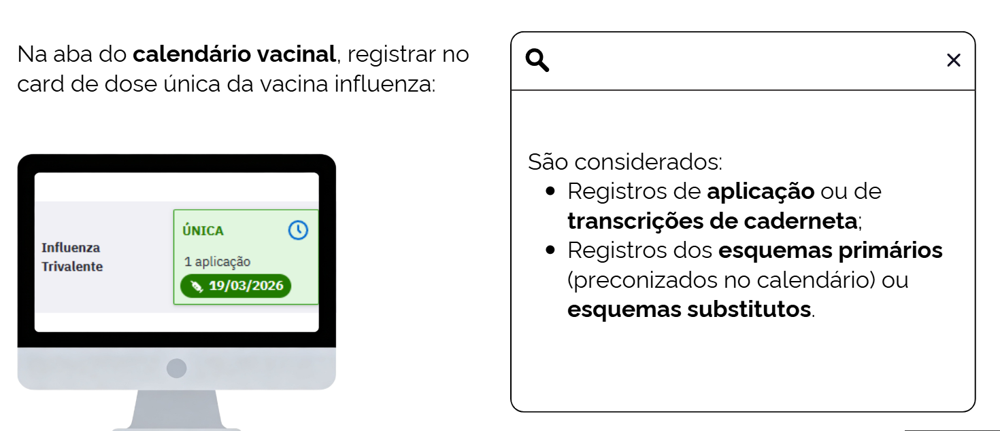 Na aba do calendário vacinal, registrar no
card de dose única da vacina influenza:
Influenza
Trivalente
ÚNICA
1 aplicação
19/03/2026
São considerados:
• Registros de aplicação ou de
transcrições de caderneta;
• Registros dos esquemas primários
(preconizados no calendário) ou
esquemas substitutos.